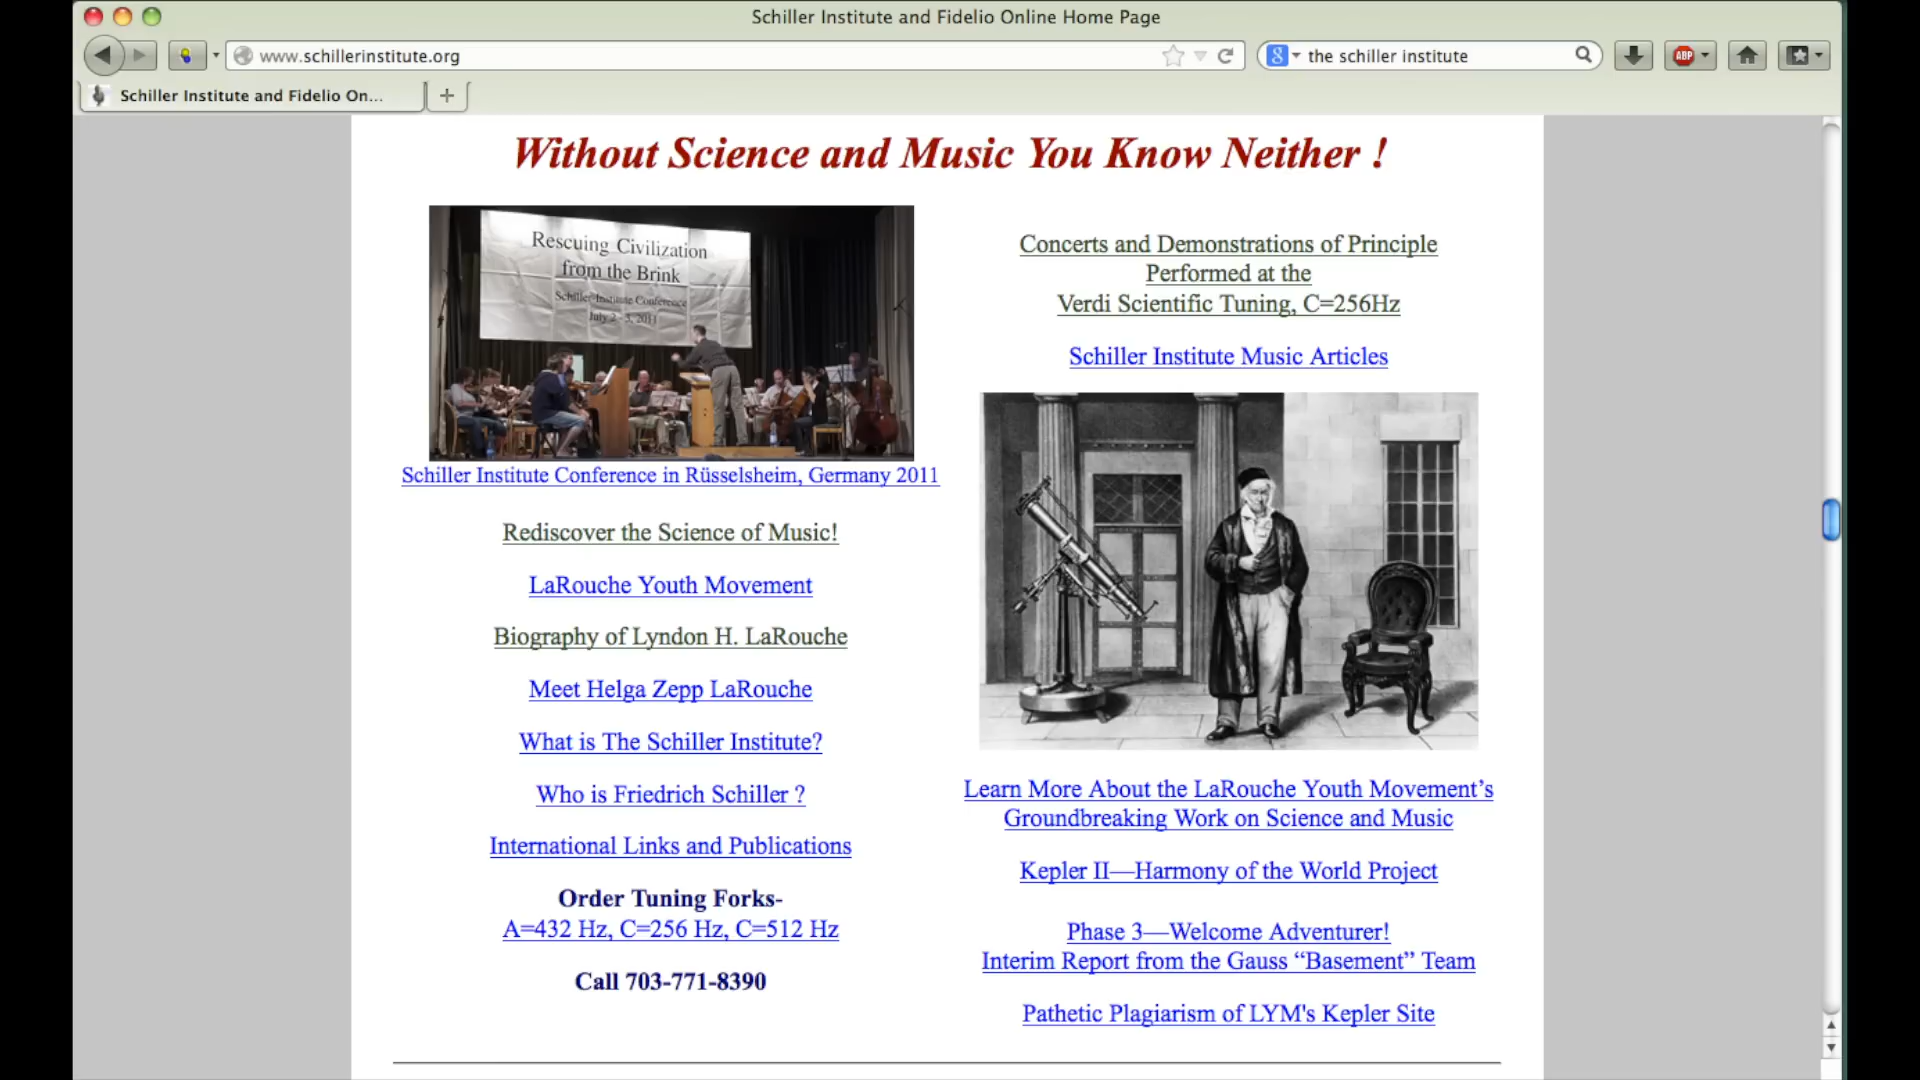 Schiller Institute and Fidelio Online Home Page
www.schillerinstitute.org
the schiller institute
ABP
Schiller Institute and Fidelio On...
Without Science and Music You Know Neither !
Rescuing Civilization
from the Brink
Schiller Institute Conference
July 2 - 3, 2011
Schiller Institute Conference in Rüsselsheim, Germany 2011
Rediscover the Science of Music!
LaRouche Youth Movement
Biography of Lyndon H. LaRouche
Meet Helga Zepp LaRouche
What is The Schiller Institute?
Who is Friedrich Schiller ?
International Links and Publications
Order Tuning Forks-
A=432 Hz, C=256 Hz, C=512 Hz
Call 703-771-8390
Concerts and Demonstrations of Principle
Performed at the
Verdi Scientific Tuning, C=256Hz
Schiller Institute Music Articles
Learn More About the LaRouche Youth Movement’s
Groundbreaking Work on Science and Music
Kepler II—Harmony of the World Project
Phase 3—Welcome Adventurer!
Interim Report from the Gauss “Basement” Team
Pathetic Plagiarism of LYM's Kepler Site